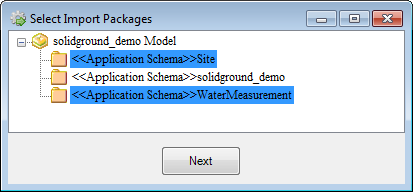 Select Import Packages
solidground_demo Model
<<Application Schema>>Site
<<Application Schema>>solidground_demo
<<Application Schema>>WaterMeasurement
Next